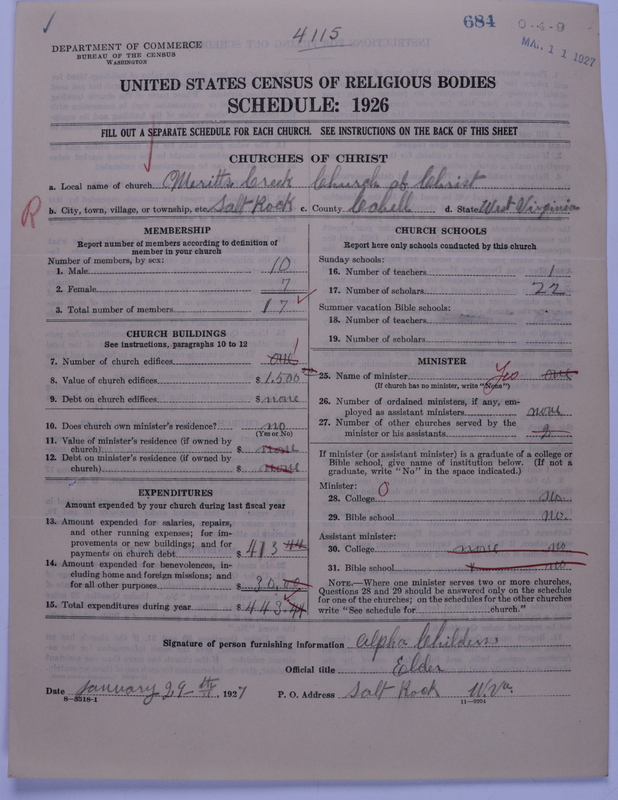 4115
684
0-4-0
MAR 11 1927
DEPARTMENT OF COMMERCE
BUREAU OF THE CENSUS
WASHINGTON
UNITED STATES CENSUS OF RELIGIOUS BODIES
SCHEDULE: 1926
FILL OUT A SEPARATE SCHEDULE FOR EACH CHURCH. SEE INSTRUCTIONS ON THE BACK OF THIS SHEET
CHURCHES OF CHRIST
a. Local name of church Meritts Creek Church of Christ
R
b. City, town, village, or township, etc. Salt Rock c. County Cabell d. State West Virginia
MEMBERSHIP
Report number of members according to definition of
member in your church
Number of members, by sex:
1. Male 10
2. Female 7
3. Total number of members 17
CHURCH BUILDINGS
See instructions, paragraphs 10 to 12
7. Number of church edifices one 1
8. Value of church edifices $ 1,500
9. Debt on church edifices $ none
10. Does church own minister's residence? no
(Yes or No)
11. Value of minister's residence (if owned by
church) $ none
12. Debt on minister's residence (if owned by
church) $ none
EXPENDITURES
Amount expended by your church during last fiscal year
13. Amount expended for salaries, repairs,
and other running expenses; for im-
provements or new buildings; and for
payments on church debt $ 413 44
14. Amount expended for benevolences, in-
cluding home and foreign missions; and
for all other purposes $ 30.00
15. Total expenditures during year $ 443.44
CHURCH SCHOOLS
Report here only schools conducted by this church
Sunday schools:
16. Number of teachers 1
17. Number of scholars 22
Summer vacation Bible schools:
18. Number of teachers
19. Number of scholars
MINISTER
25. Name of minister Yes one
(If church has no minister, write "None")
26. Number of ordained ministers, if any, em-
ployed as assistant ministers none
27. Number of other churches served by the
minister or his assistants 2
If minister (or assistant minister) is a graduate of a college or
Bible school, give name of institution below. (If not a
graduate, write "No" in the space indicated.)
Minister: 0
28. College no.
29. Bible school no.
Assistant minister:
30. College none no
31. Bible school no
NOTE.—Where one minister serves two or more churches,
Questions 28 and 29 should be answered only on the schedule
for one of the churches; on the schedules for the other churches
write "See schedule for church."
Signature of person furnishing information Alpha Childers
Official title Elder
Date January 29 th 1927 P. O. Address Salt Rock W. Va.
8-5518-1
11-9204